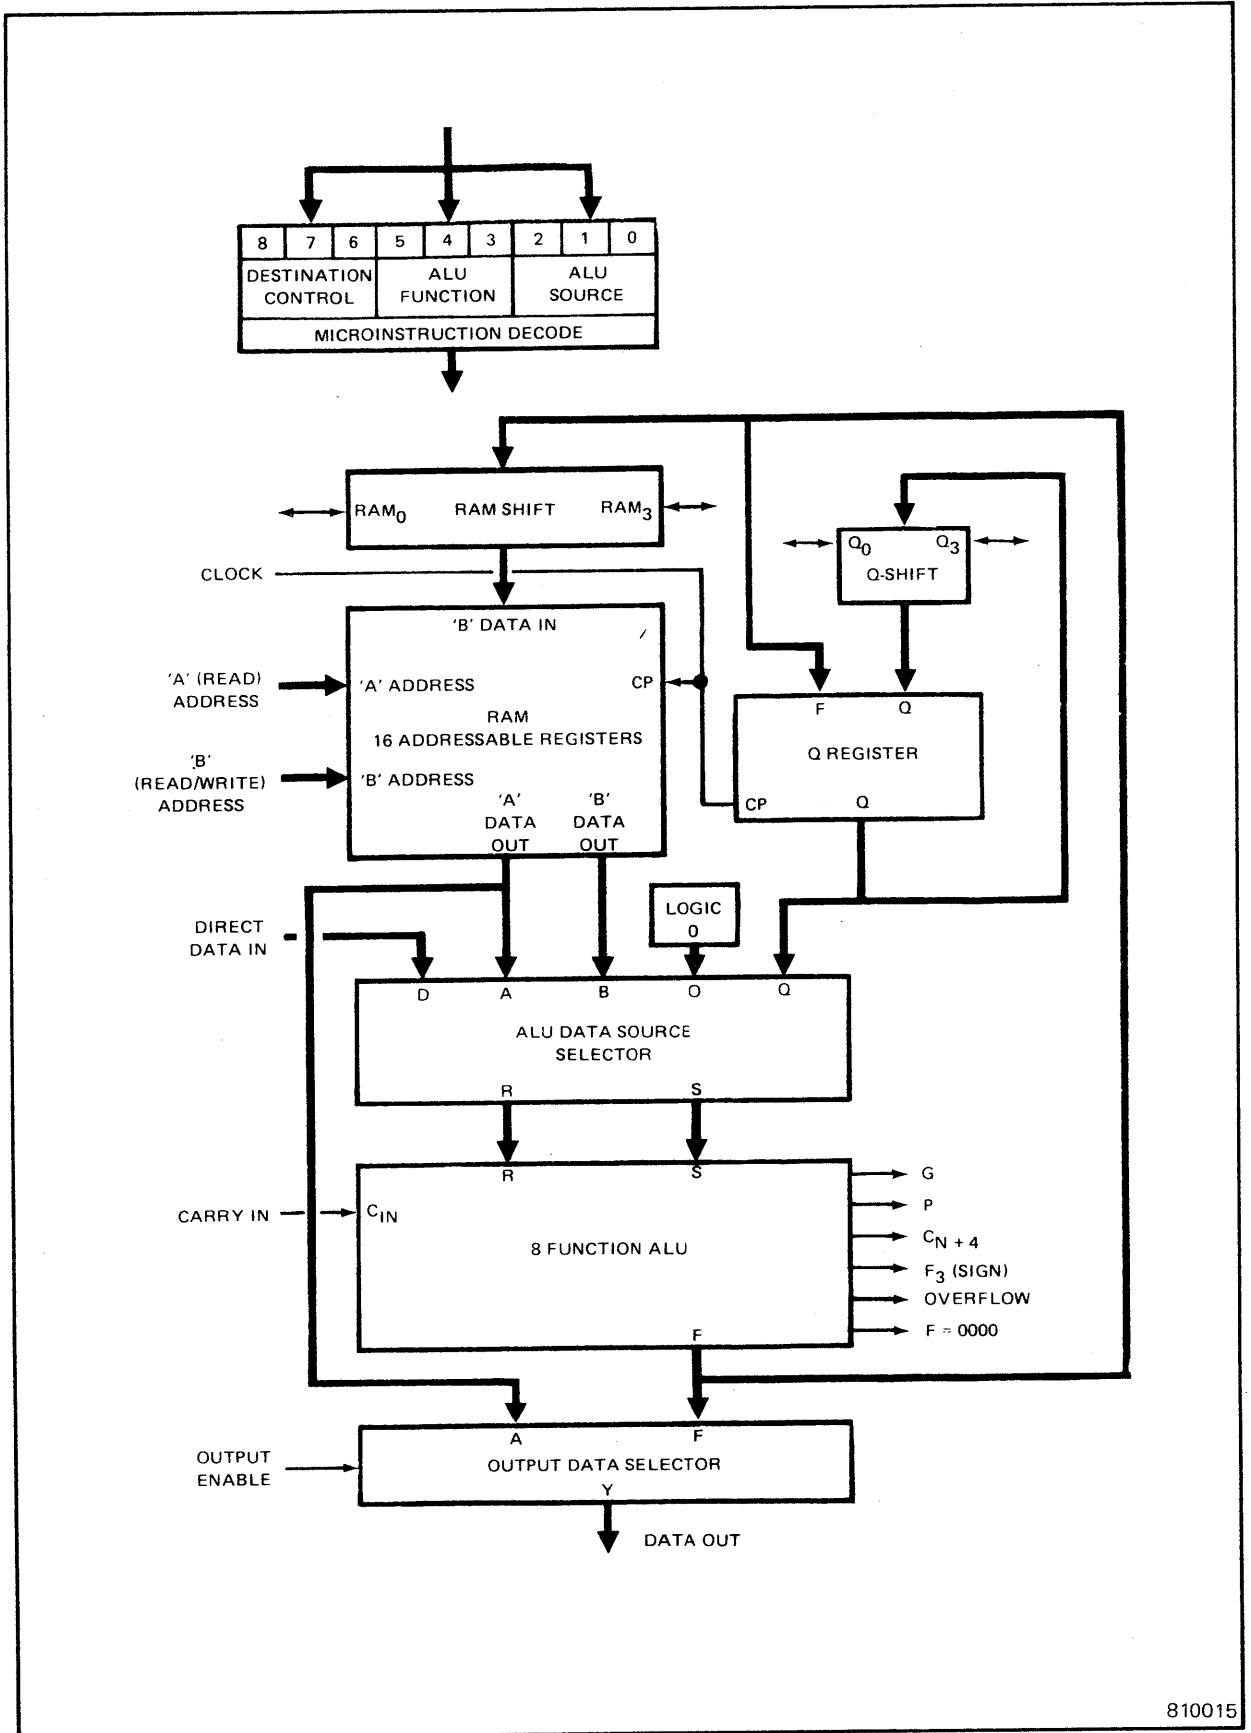 8 7 6 5 4 3 2 1 0
DESTINATION CONTROL
ALU FUNCTION
ALU SOURCE
MICROINSTRUCTION DECODE
RAM0 RAM SHIFT RAM3
Q0 Q3
Q-SHIFT
CLOCK
'B' DATA IN
'A' (READ)
ADDRESS
'A' ADDRESS
CP
RAM
16 ADDRESSABLE REGISTERS
'B'
(READ/WRITE)
ADDRESS
'B' ADDRESS
'A'
DATA
OUT
'B'
DATA
OUT
F Q
Q REGISTER
CP Q
LOGIC
0
DIRECT
DATA IN
D A B O Q
ALU DATA SOURCE
SELECTOR
R S
R S
CARRY IN
CIN
8 FUNCTION ALU
F
G
P
CN + 4
F3 (SIGN)
OVERFLOW
F = 0000
A F
OUTPUT
ENABLE
OUTPUT DATA SELECTOR
Y
DATA OUT
810015